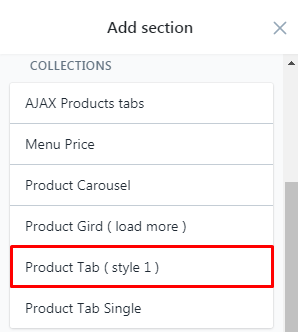 Add section
COLLECTIONS
AJAX Products tabs
Menu Price
Product Carousel
Product Gird ( load more )
Product Tab ( style 1 )
Product Tab Single